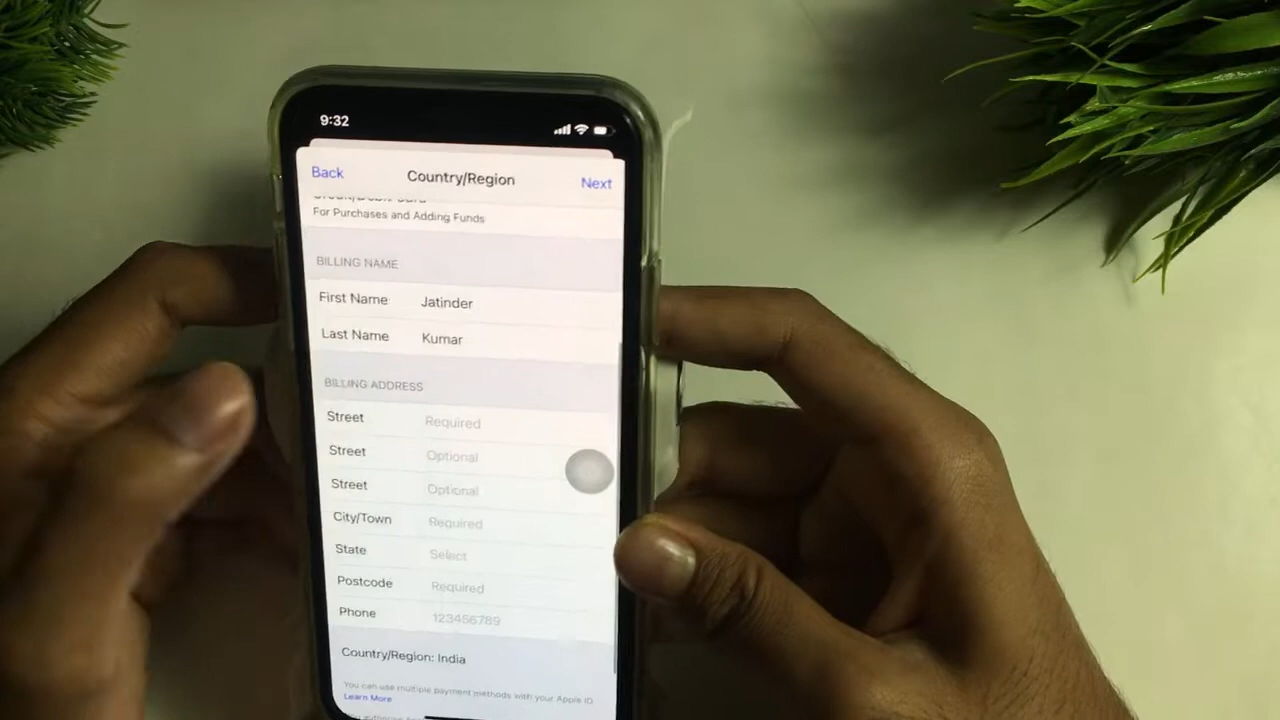 9:32
Back Country/Region Next
For Purchases and Adding Funds
BILLING NAME
First Name Jatinder
Last Name Kumar
BILLING ADDRESS
Street Required
Street Optional
Street Optional
City/Town Required
State Select
Postcode Required
Phone 123456789
Country/Region: India
You can use multiple payment methods with your Apple ID.
Learn More